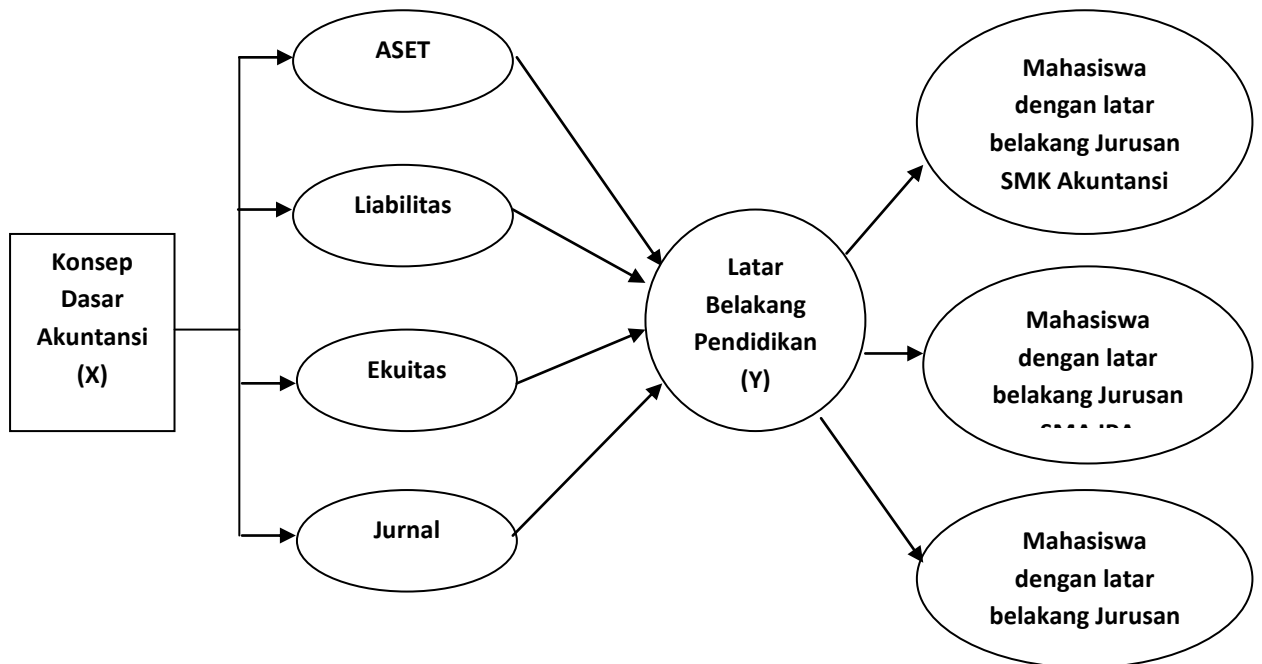 ASET
Liabilitas
Ekuitas
Jurnal
Konsep
Dasar
Akuntansi
(X)
Latar
Belakang
Pendidikan
(Y)
Mahasiswa
dengan latar
belakang Jurusan
SMK Akuntansi
Mahasiswa
dengan latar
belakang Jurusan
Mahasiswa
dengan latar
belakang Jurusan